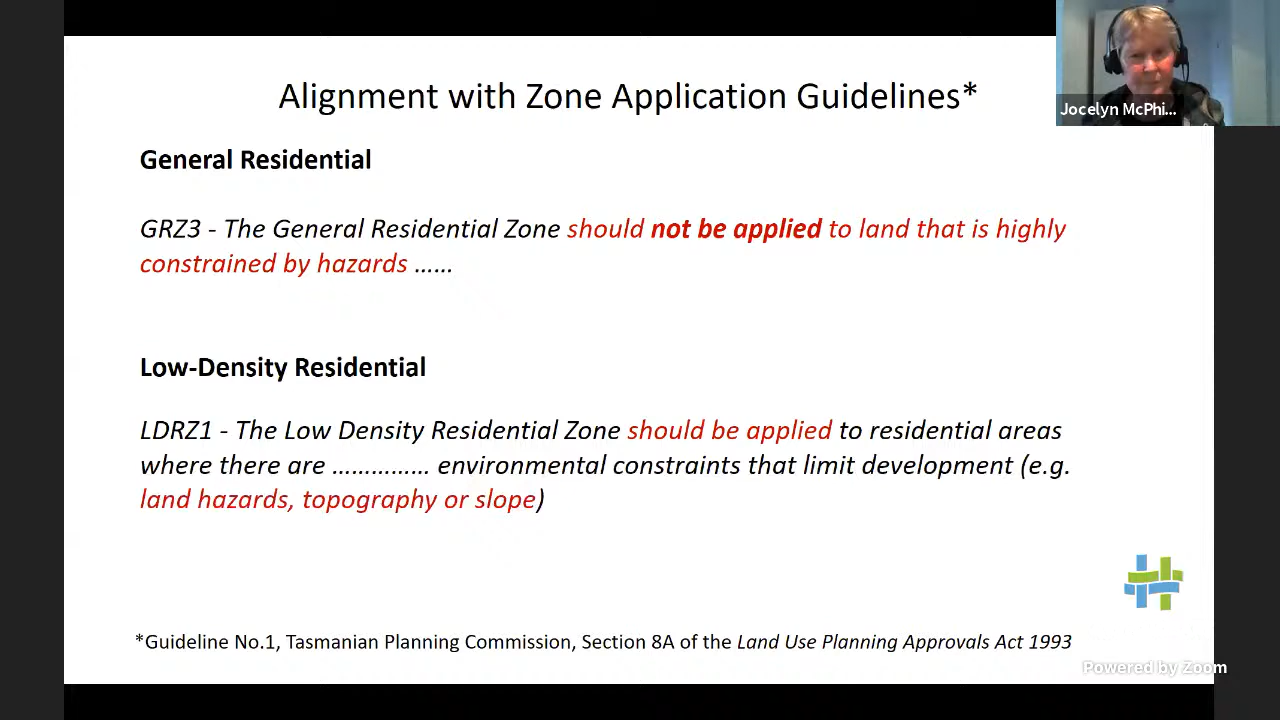 Alignment with Zone Application Guidelines*
Jocelyn McPhi...
General Residential
GRZ3 - The General Residential Zone should not be applied to land that is highly
constrained by hazards ......
Low-Density Residential
LDRZ1 - The Low Density Residential Zone should be applied to residential areas
where there are ............... environmental constraints that limit development (e.g.
land hazards, topography or slope)
*Guideline No.1, Tasmanian Planning Commission, Section 8A of the Land Use Planning Approvals Act 1993
Powered by Zoom